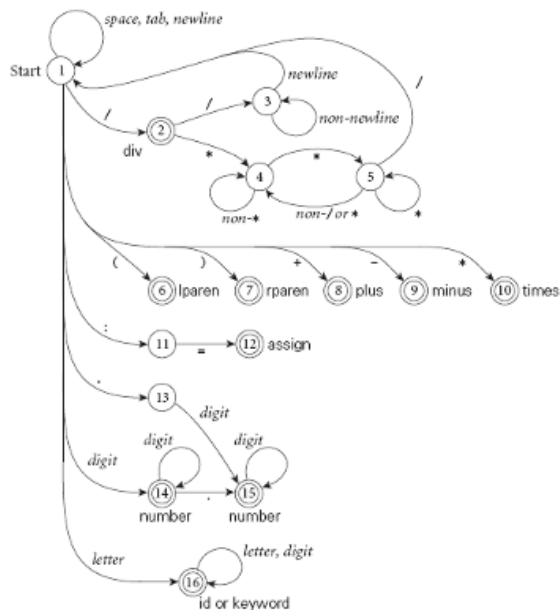 space, tab, newline
Start 1
newline
/
/ / 3
non-newline
2
div * * 
4 5
non-* non-/ or * *
( ) + - *
6 lparen 7 rparen 8 plus 9 minus 10 times
:
11 = 12 assign
.
13
digit
digit digit
digit
14 . 15
number number
letter letter, digit
16
id or keyword